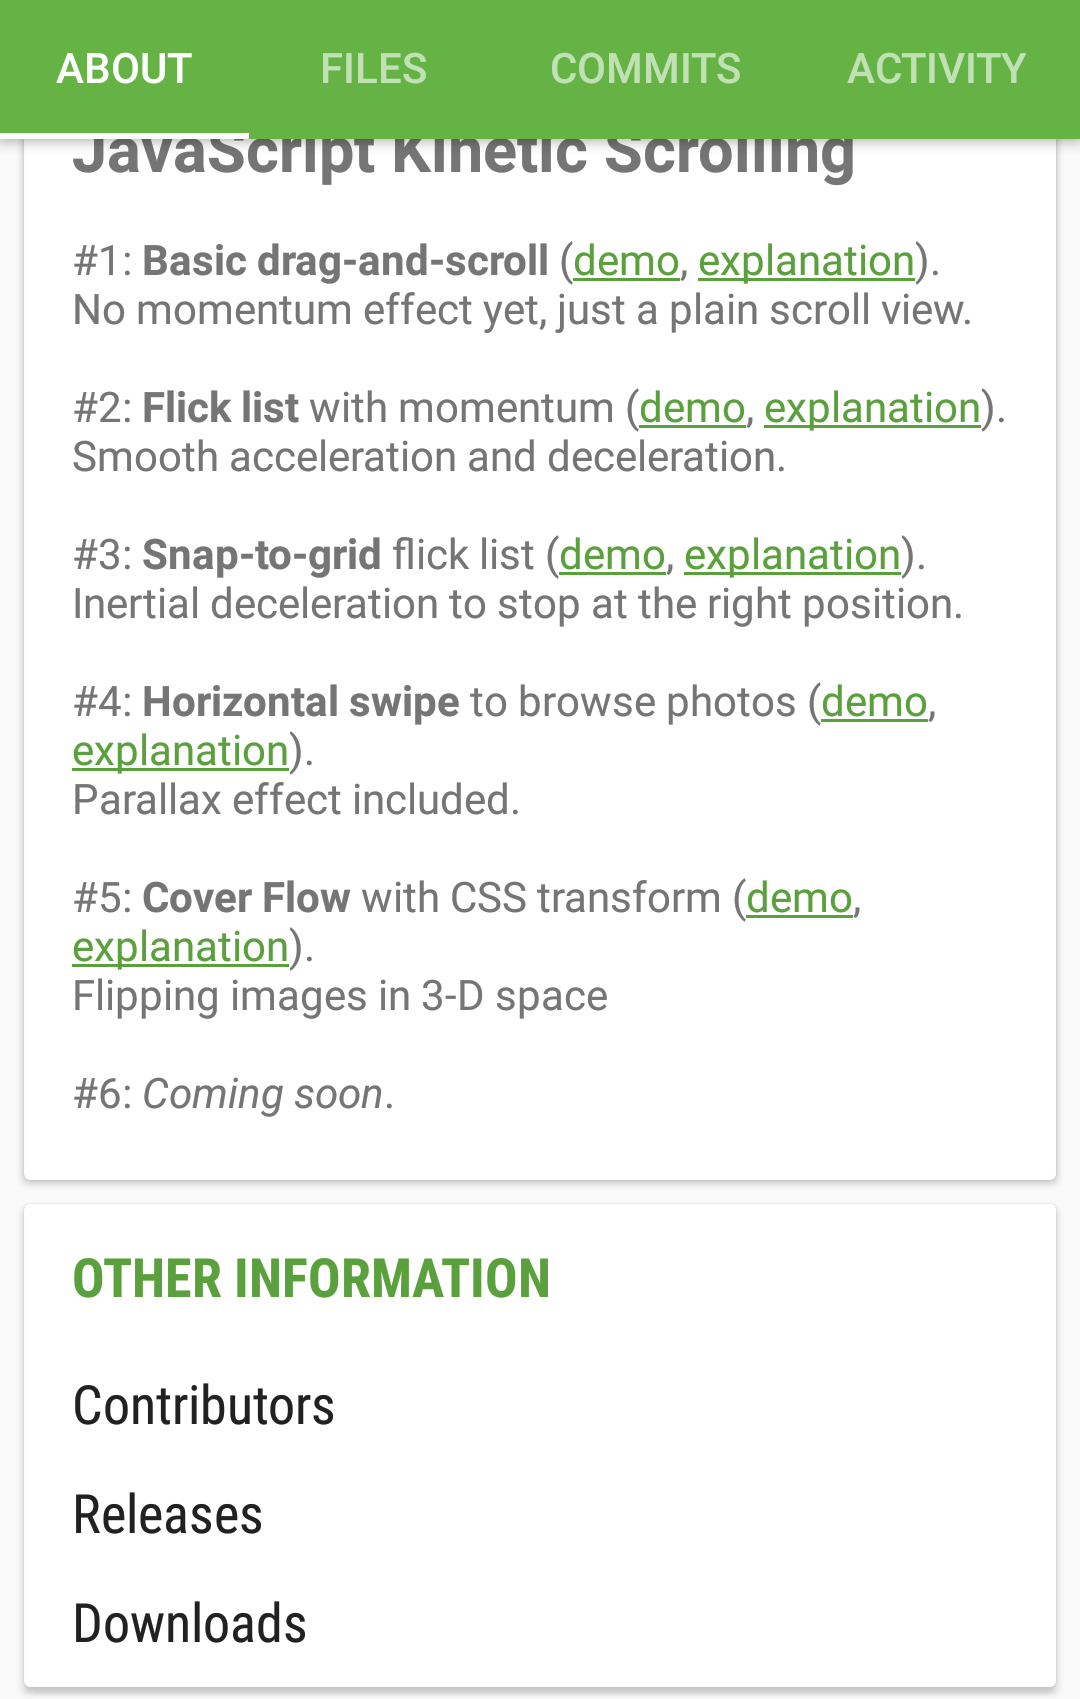 ABOUT FILES COMMITS ACTIVITY
JavaScript Kinetic Scrolling
#1: Basic drag-and-scroll (demo, explanation).
No momentum effect yet, just a plain scroll view.
#2: Flick list with momentum (demo, explanation).
Smooth acceleration and deceleration.
#3: Snap-to-grid flick list (demo, explanation).
Inertial deceleration to stop at the right position.
#4: Horizontal swipe to browse photos (demo,
explanation).
Parallax effect included.
#5: Cover Flow with CSS transform (demo,
explanation).
Flipping images in 3-D space
#6: Coming soon.
OTHER INFORMATION
Contributors
Releases
Downloads